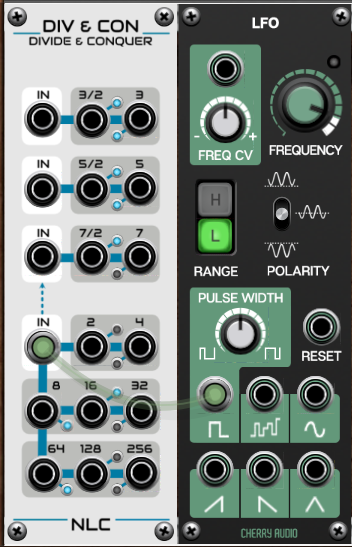 DIV & CON
DIVIDE & CONQUER
IN 3/2 3
IN 5/2 5
IN 7/2 7
IN 2 4
8 16 32
64 128 256
NLC
LFO
- +
FREQ CV
FREQUENCY
H
L
RANGE
POLARITY
PULSE WIDTH
RESET
CHERRY AUDIO